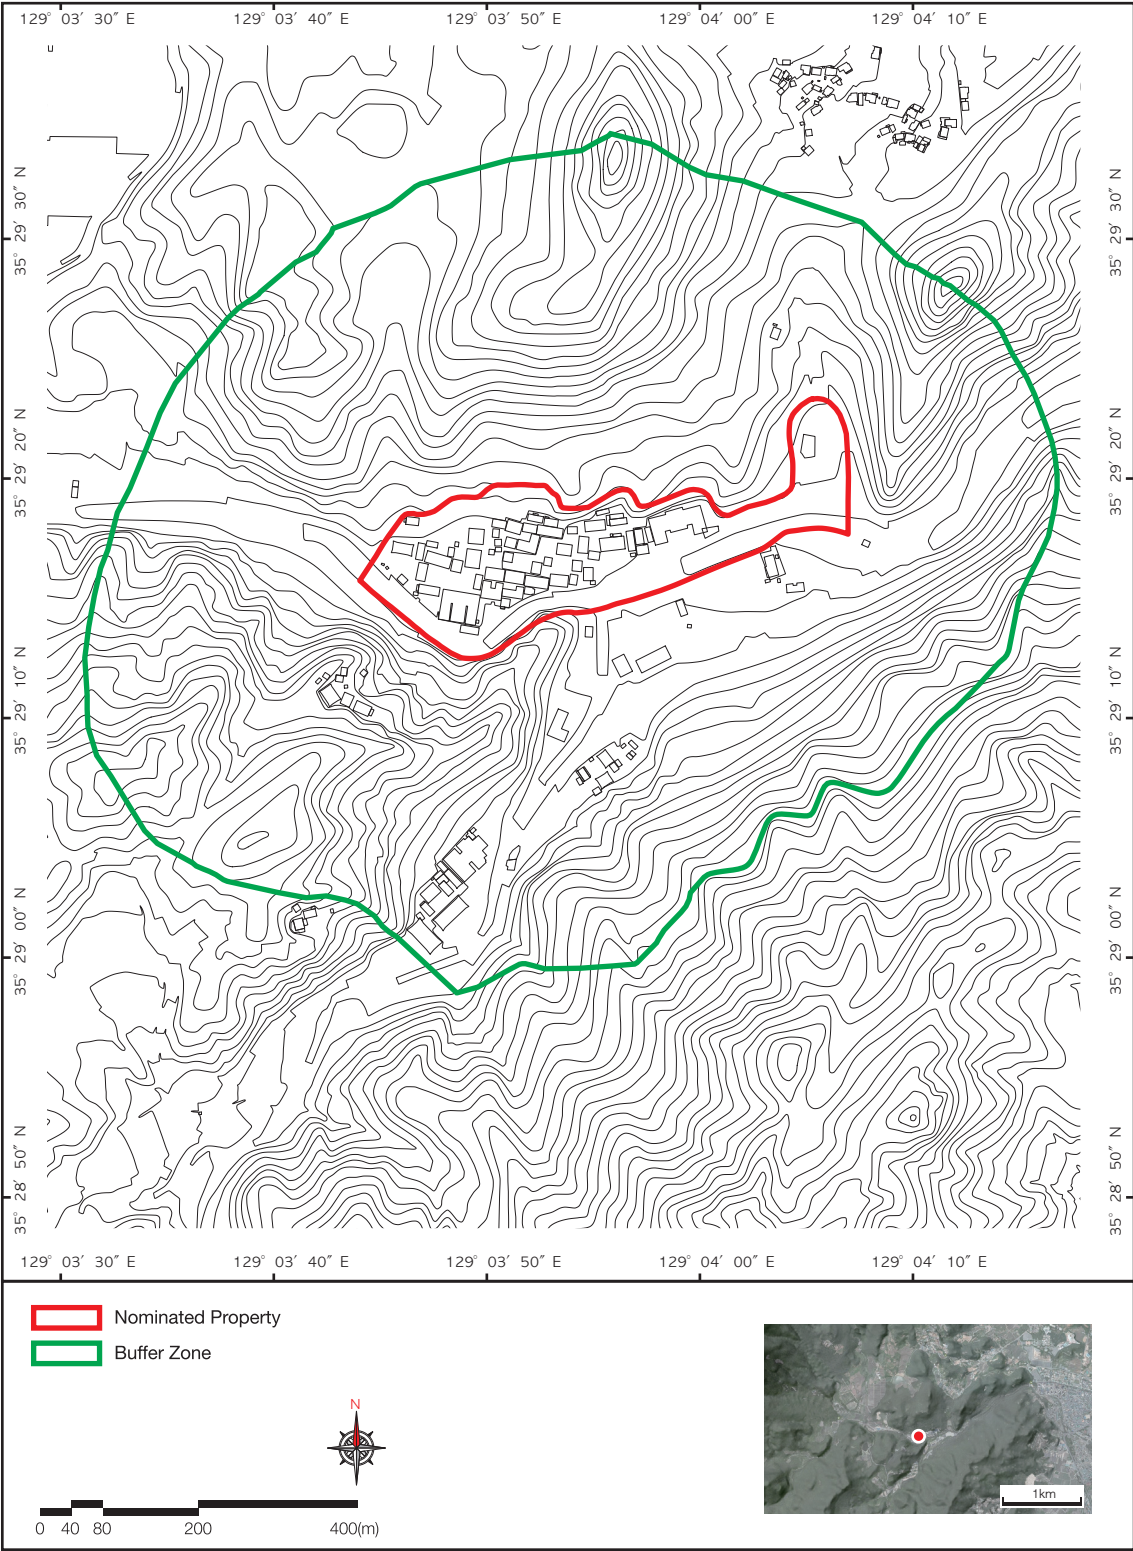 129° 03′ 30″ E
129° 03′ 40″ E
129° 03′ 50″ E
129° 04′ 00″ E
129° 04′ 10″ E
35° 29′ 30″ N
35° 29′ 30″ N
35° 29′ 20″ N
35° 29′ 20″ N
35° 29′ 10″ N
35° 29′ 10″ N
35° 29′ 00″ N
35° 29′ 00″ N
35° 28′ 50″ N
35° 28′ 50″ N
129° 03′ 30″ E
129° 03′ 40″ E
129° 03′ 50″ E
129° 04′ 00″ E
129° 04′ 10″ E
Nominated Property
Buffer Zone
N
0 40 80 200 400(m)
1km